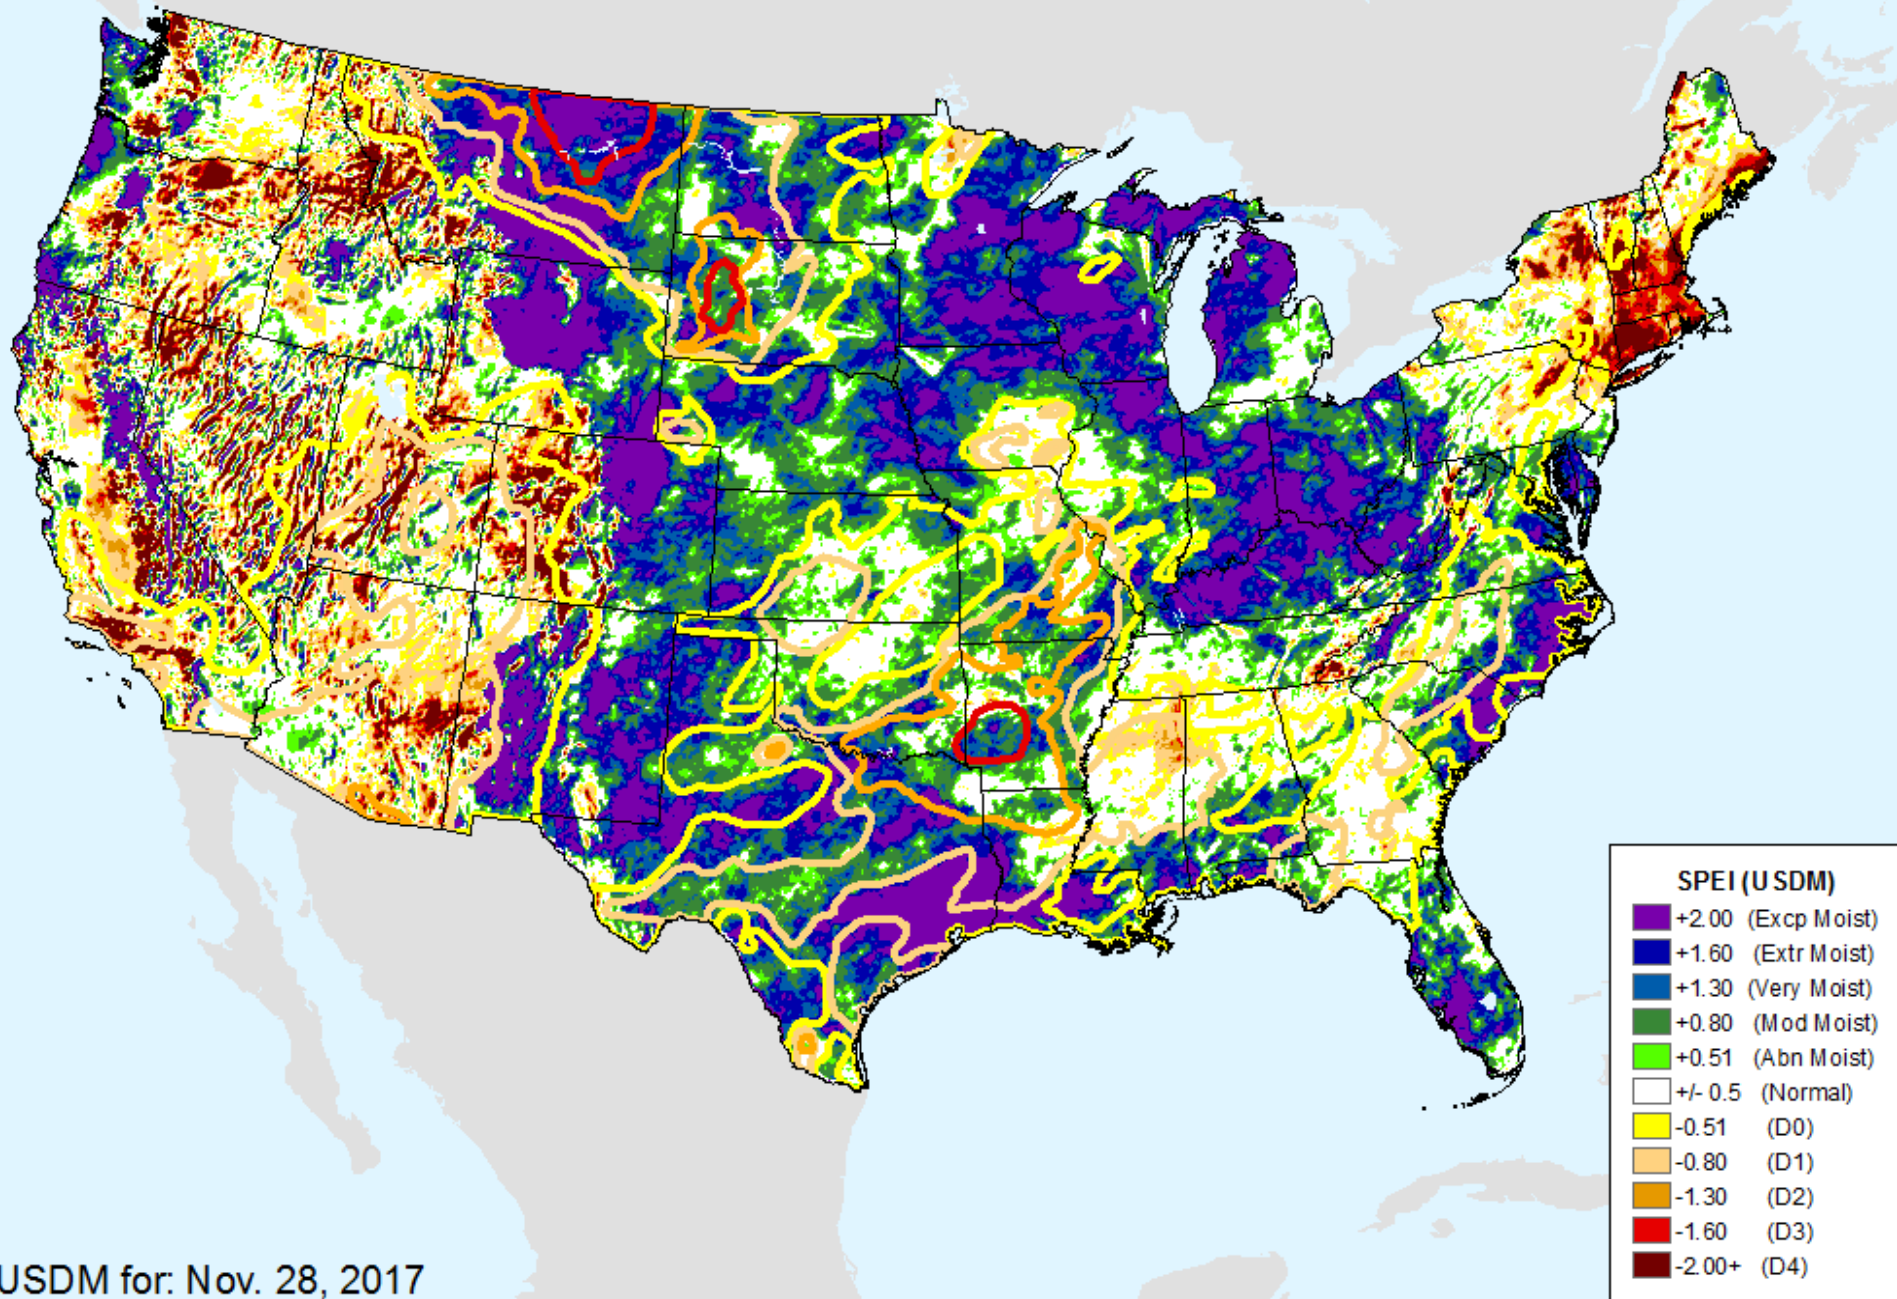 SPEI (USDM)
+2.00 (Excp Moist)
+1.60 (Extr Moist)
+1.30 (Very Moist)
+0.80 (Mod Moist)
+0.51 (Abn Moist)
+/- 0.5 (Normal)
-0.51 (D0)
-0.80 (D1)
-1.30 (D2)
-1.60 (D3)
-2.00+ (D4)
USDM for: Nov. 28, 2017